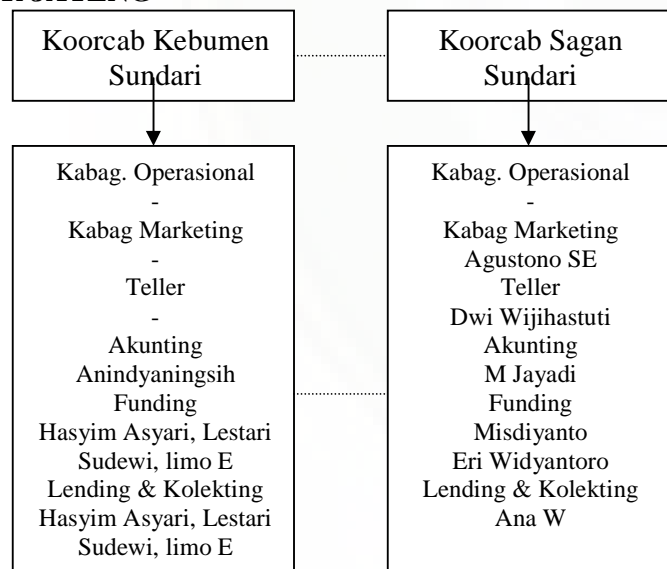 Koorcab Kebumen
Sundari
Koorcab Sagan
Sundari
Kabag. Operasional
-
Kabag Marketing
-
Teller
-
Akunting
Anindyaningsih
Funding
Hasyim Asyari, Lestari
Sudewi, limo E
Lending & Kolekting
Hasyim Asyari, Lestari
Sudewi, limo E
Kabag. Operasional
-
Kabag Marketing
Agustono SE
Teller
Dwi Wijihastuti
Akunting
M Jayadi
Funding
Misdiyanto
Eri Widyantoro
Lending & Kolekting
Ana W